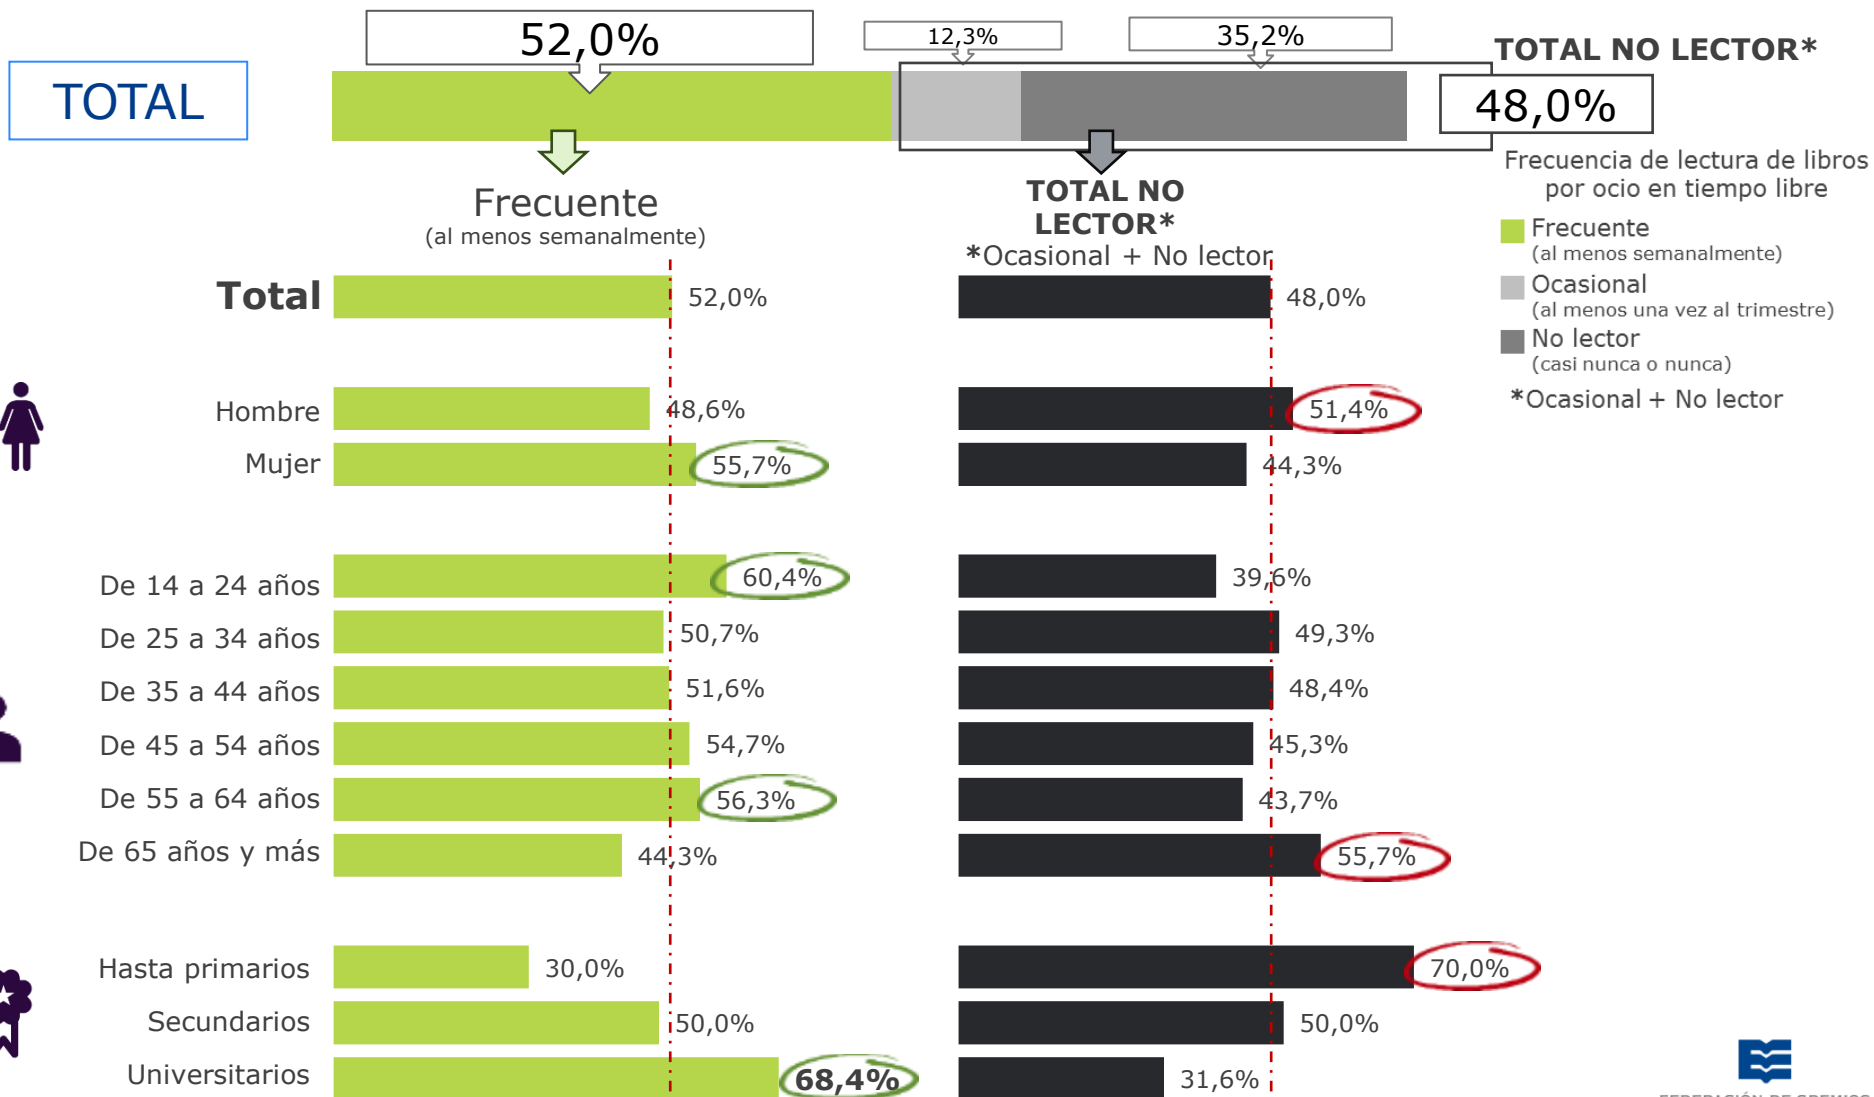 52,0%
12,3%
35,2%
TOTAL NO LECTOR*
TOTAL
48,0%
Frecuencia de lectura de libros
por ocio en tiempo libre
Frecuente
(al menos semanalmente)
Ocasional
(al menos una vez al trimestre)
No lector
(casi nunca o nunca)
*Ocasional + No lector
Frecuente
(al menos semanalmente)
TOTAL NO
LECTOR*
*Ocasional + No lector
Total 52,0% 48,0%
Hombre 48,6% 51,4%
Mujer 55,7% 44,3%
De 14 a 24 años 60,4% 39,6%
De 25 a 34 años 50,7% 49,3%
De 35 a 44 años 51,6% 48,4%
De 45 a 54 años 54,7% 45,3%
De 55 a 64 años 56,3% 43,7%
De 65 años y más 44,3% 55,7%
Hasta primarios 30,0% 70,0%
Secundarios 50,0% 50,0%
Universitarios 68,4% 31,6%
FEDERACIÓN DE GREMIOS